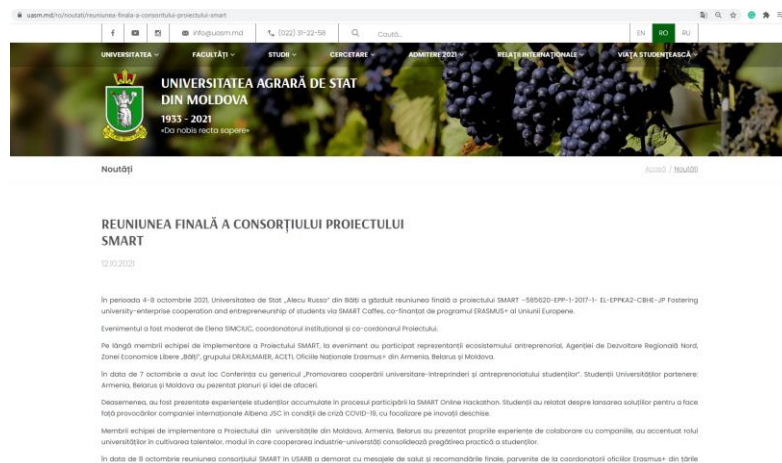 uasm.md/ro/noutati/reuniunea-finala-a-consortiului-proiectului-smart
info@uasm.md (022) 31-22-58 Caută... EN RO RU
UNIVERSITATEA FACULTĂȚI STUDII CERCETARE ADMITERE 2021 RELAȚII INTERNAȚIONALE VIAȚA STUDENȚEASCĂ
UNIVERSITATEA AGRARĂ DE STAT
DIN MOLDOVA
1933 - 2021
«Da nobis recta sapere»
Noutăți Acasă / Noutăți
REUNIUNEA FINALĂ A CONSORȚIULUI PROIECTULUI
SMART
12.10.2021
În perioada 4-8 octombrie 2021, Universitatea de Stat „Alecu Russo" din Bălți a găzduit reuniunea finală a proiectului SMART -585620-EPP-1-2017-1- EL-EPPKA2-CBHE-JP Fostering
university-enterprise cooperation and entrepreneurship of students via SMART Caffes, co-finanțat de programul ERASMUS+ al Uniunii Europene.
Evenimentul a fost moderat de Elena SIMCIUC, coordonatorul instituțional și co-cordonarul Proiectului.
Pe lângă membrii echipei de implementare a Proiectului SMART, la eveniment au participat reprezentanții ecosistemului antreprenorial, Agenției de Dezvoltare Regională Nord,
Zonei Economice Libere „Bălți", grupului DRÄXLMAIER, ACETI, Oficiile Naționale Erasmus+ din Armenia, Belarus și Moldova.
În data de 7 octombrie a avut loc Conferința cu genericul „Promovarea cooperării universitare-întreprinderi și antreprenoriatului studenților". Studenții Universităților partenere:
Armenia, Belarus și Moldova au pezentat planuri și idei de afaceri.
Deasemenea, au fost prezentate experiențele studenților accumulate în procesul participării la SMART Online Hackathon. Studenții au relatat despre lansarea soluțiilor pentru a face
față provocărilor companiei internaționale Albena JSC în condiții de criză COVID-19, cu focalizare pe inovații deschise.
Membrii echipei de implementare a Proiectului din universitățile din Moldova, Armenia, Belarus au prezentat propriile experiențe de colaborare cu companiile, au accentuat rolul
universităților în cultivarea talentelor, modul în care cooperarea industrie-universtăți consolidează pregătirea practică a studenților.
În data de 8 octombrie reuniunea consorțiului SMART în USARB a demarat cu mesajele de salut și recomandările finale, parvenite de la coordonatorii oficiilor Erasmus+ din țările